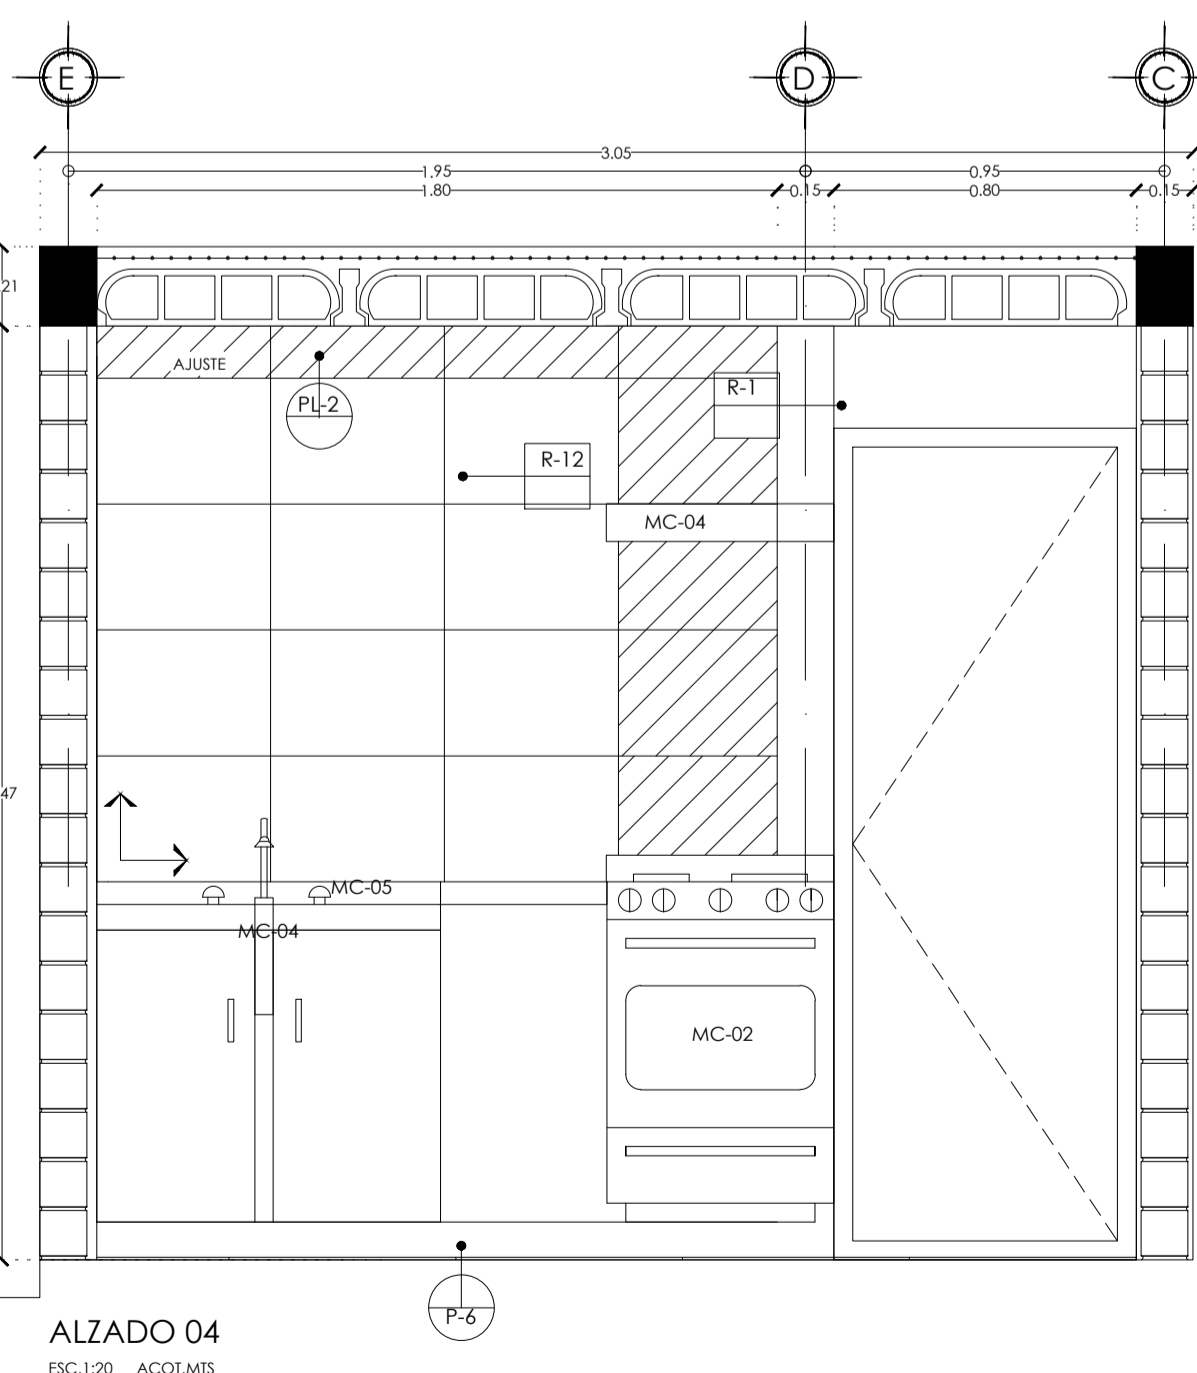 E D C
3.05
1.95 0.95
1.80 0.15 0.80 0.15
21
AJUSTE
R-1
PL-2
R-12
MC-04
47
MC-05
MC-04
MC-02
P-6
ALZADO 04
ESC.1:20 ACOT.MTS